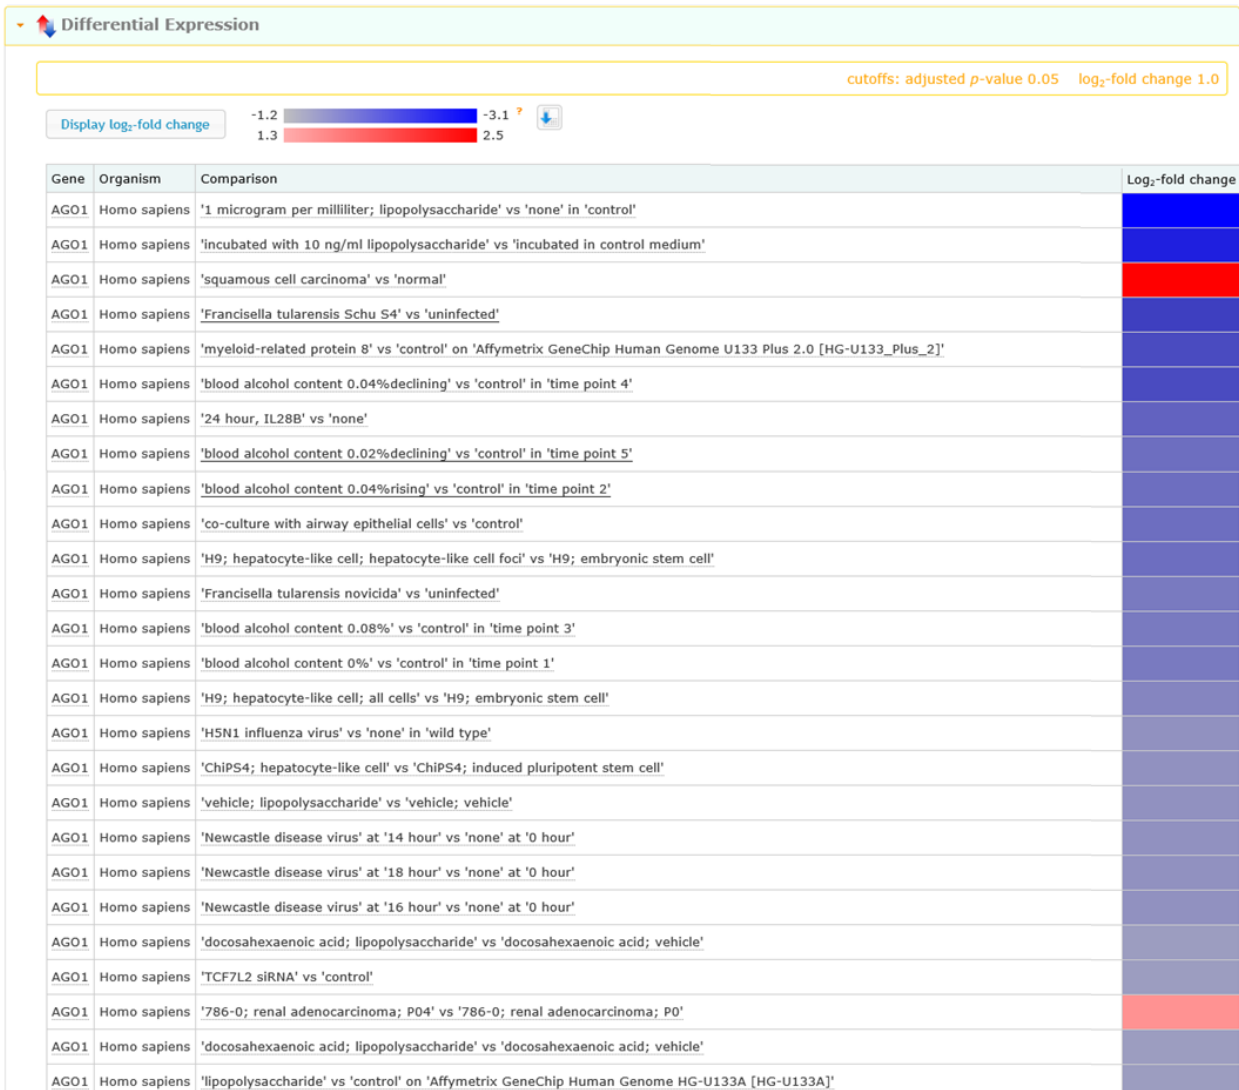 Differential Expression
cutoffs: adjusted p-value 0.05 log₂-fold change 1.0
Display log₂-fold change -1.2 -3.1 ?
1.3 2.5
Gene Organism Comparison Log₂-fold change
AGO1 Homo sapiens '1 microgram per milliliter; lipopolysaccharide' vs 'none' in 'control'
AGO1 Homo sapiens 'incubated with 10 ng/ml lipopolysaccharide' vs 'incubated in control medium'
AGO1 Homo sapiens 'squamous cell carcinoma' vs 'normal'
AGO1 Homo sapiens 'Francisella tularensis Schu S4' vs 'uninfected'
AGO1 Homo sapiens 'myeloid-related protein 8' vs 'control' on 'Affymetrix GeneChip Human Genome U133 Plus 2.0 [HG-U133_Plus_2]'
AGO1 Homo sapiens 'blood alcohol content 0.04%declining' vs 'control' in 'time point 4'
AGO1 Homo sapiens '24 hour, IL28B' vs 'none'
AGO1 Homo sapiens 'blood alcohol content 0.02%declining' vs 'control' in 'time point 5'
AGO1 Homo sapiens 'blood alcohol content 0.04%rising' vs 'control' in 'time point 2'
AGO1 Homo sapiens 'co-culture with airway epithelial cells' vs 'control'
AGO1 Homo sapiens 'H9; hepatocyte-like cell; hepatocyte-like cell foci' vs 'H9; embryonic stem cell'
AGO1 Homo sapiens 'Francisella tularensis novicida' vs 'uninfected'
AGO1 Homo sapiens 'blood alcohol content 0.08%' vs 'control' in 'time point 3'
AGO1 Homo sapiens 'blood alcohol content 0%' vs 'control' in 'time point 1'
AGO1 Homo sapiens 'H9; hepatocyte-like cell; all cells' vs 'H9; embryonic stem cell'
AGO1 Homo sapiens 'H5N1 influenza virus' vs 'none' in 'wild type'
AGO1 Homo sapiens 'ChiPS4; hepatocyte-like cell' vs 'ChiPS4; induced pluripotent stem cell'
AGO1 Homo sapiens 'vehicle; lipopolysaccharide' vs 'vehicle; vehicle'
AGO1 Homo sapiens 'Newcastle disease virus' at '14 hour' vs 'none' at '0 hour'
AGO1 Homo sapiens 'Newcastle disease virus' at '18 hour' vs 'none' at '0 hour'
AGO1 Homo sapiens 'Newcastle disease virus' at '16 hour' vs 'none' at '0 hour'
AGO1 Homo sapiens 'docosahexaenoic acid; lipopolysaccharide' vs 'docosahexaenoic acid; vehicle'
AGO1 Homo sapiens 'TCF7L2 siRNA' vs 'control'
AGO1 Homo sapiens '786-0; renal adenocarcinoma; P04' vs '786-0; renal adenocarcinoma; P0'
AGO1 Homo sapiens 'docosahexaenoic acid; lipopolysaccharide' vs 'docosahexaenoic acid; vehicle'
AGO1 Homo sapiens 'lipopolysaccharide' vs 'control' on 'Affymetrix GeneChip Human Genome HG-U133A [HG-U133A]'